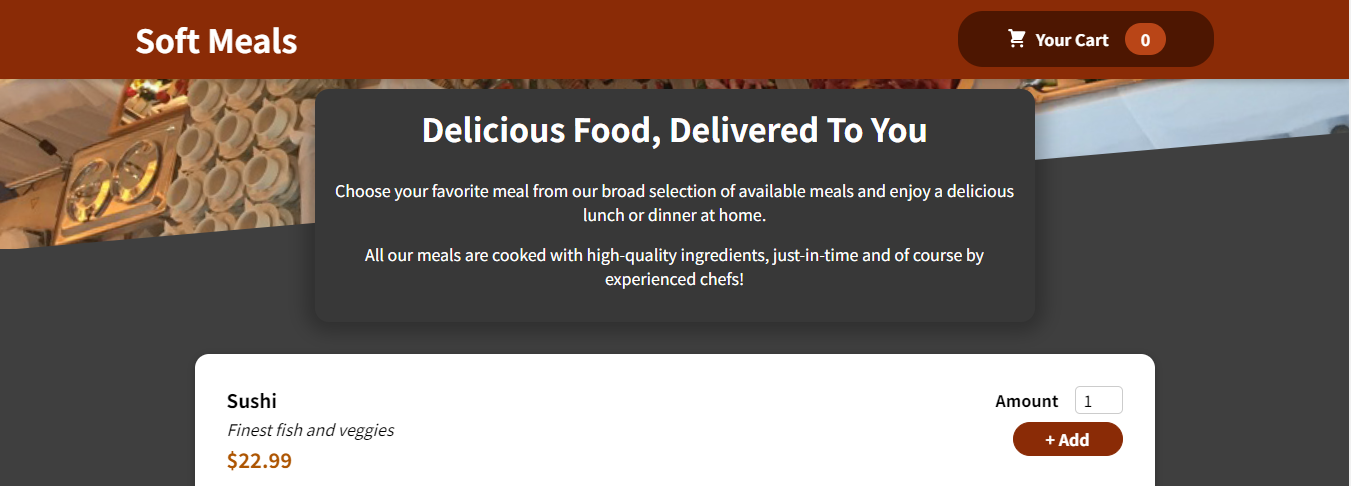 Soft Meals
Your Cart 0
Delicious Food, Delivered To You
Choose your favorite meal from our broad selection of available meals and enjoy a delicious
lunch or dinner at home.
All our meals are cooked with high-quality ingredients, just-in-time and of course by
experienced chefs!
Sushi
Finest fish and veggies
$22.99
Amount 1
+ Add